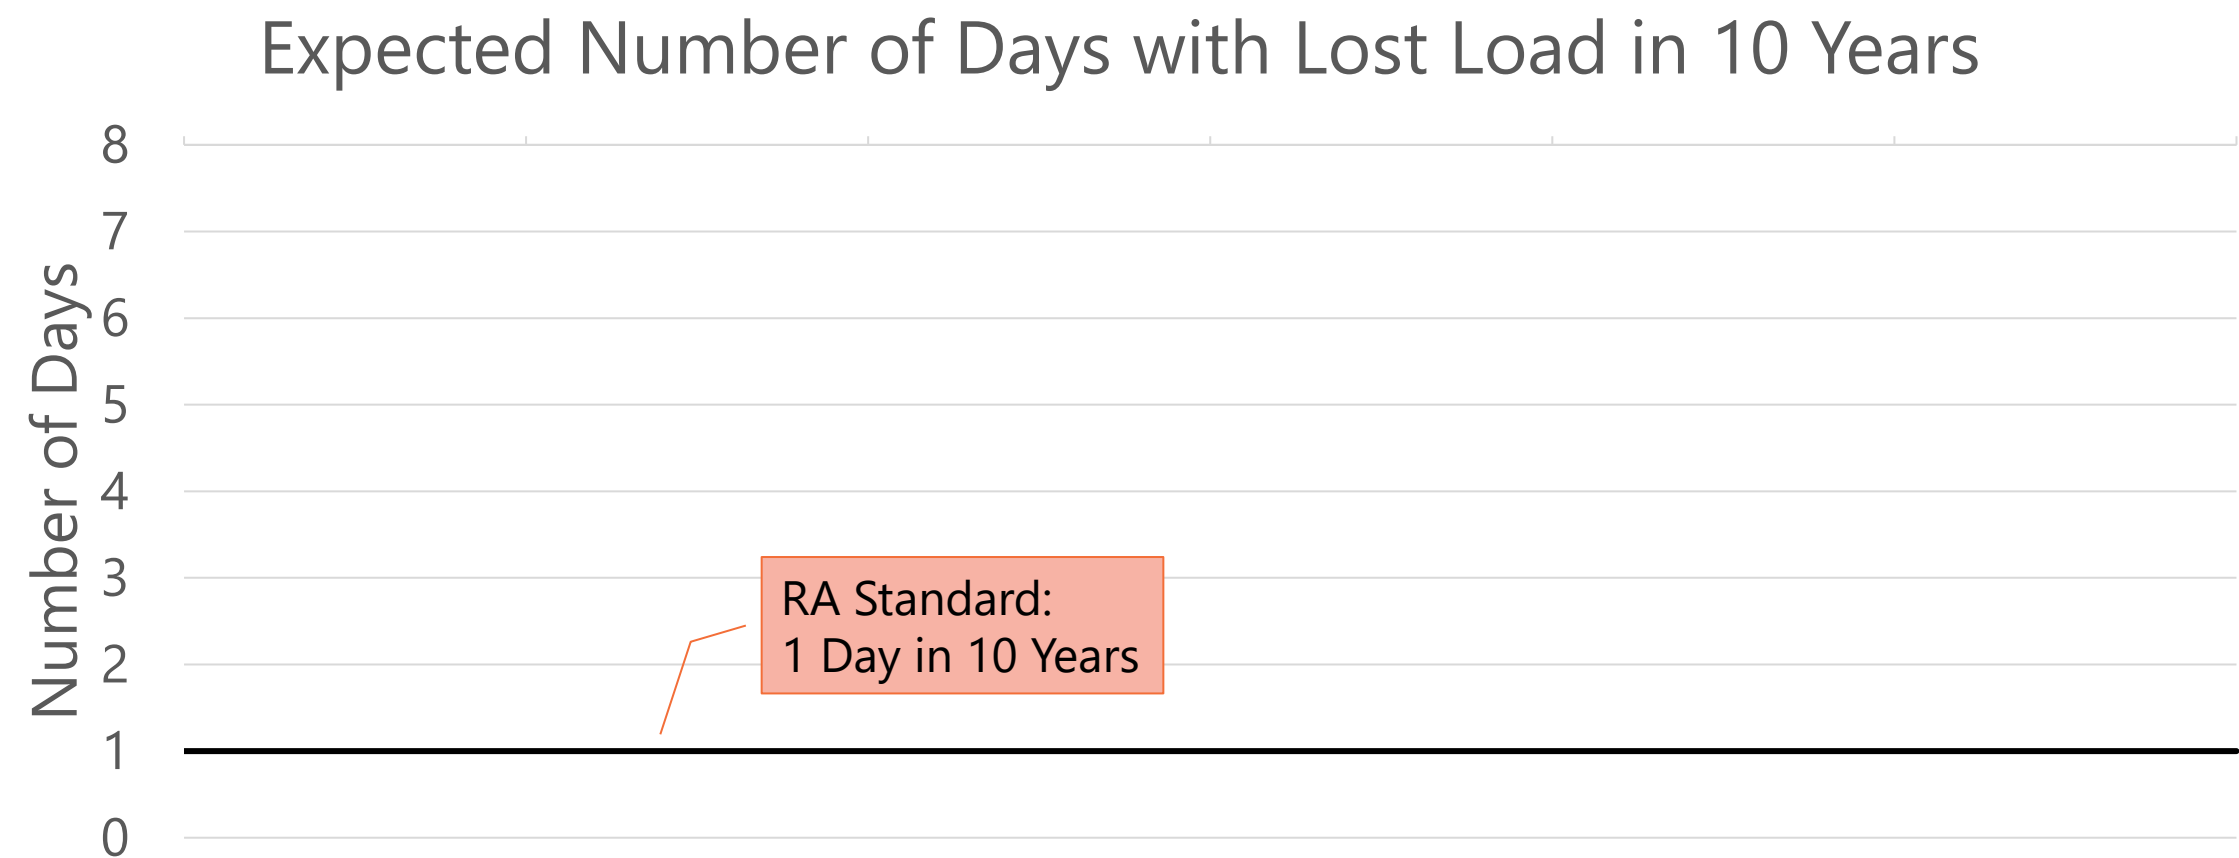 Expected Number of Days with Lost Load in 10 Years
Number of Days
8
7
6
5
4
3
2
1
0
RA Standard:
1 Day in 10 Years